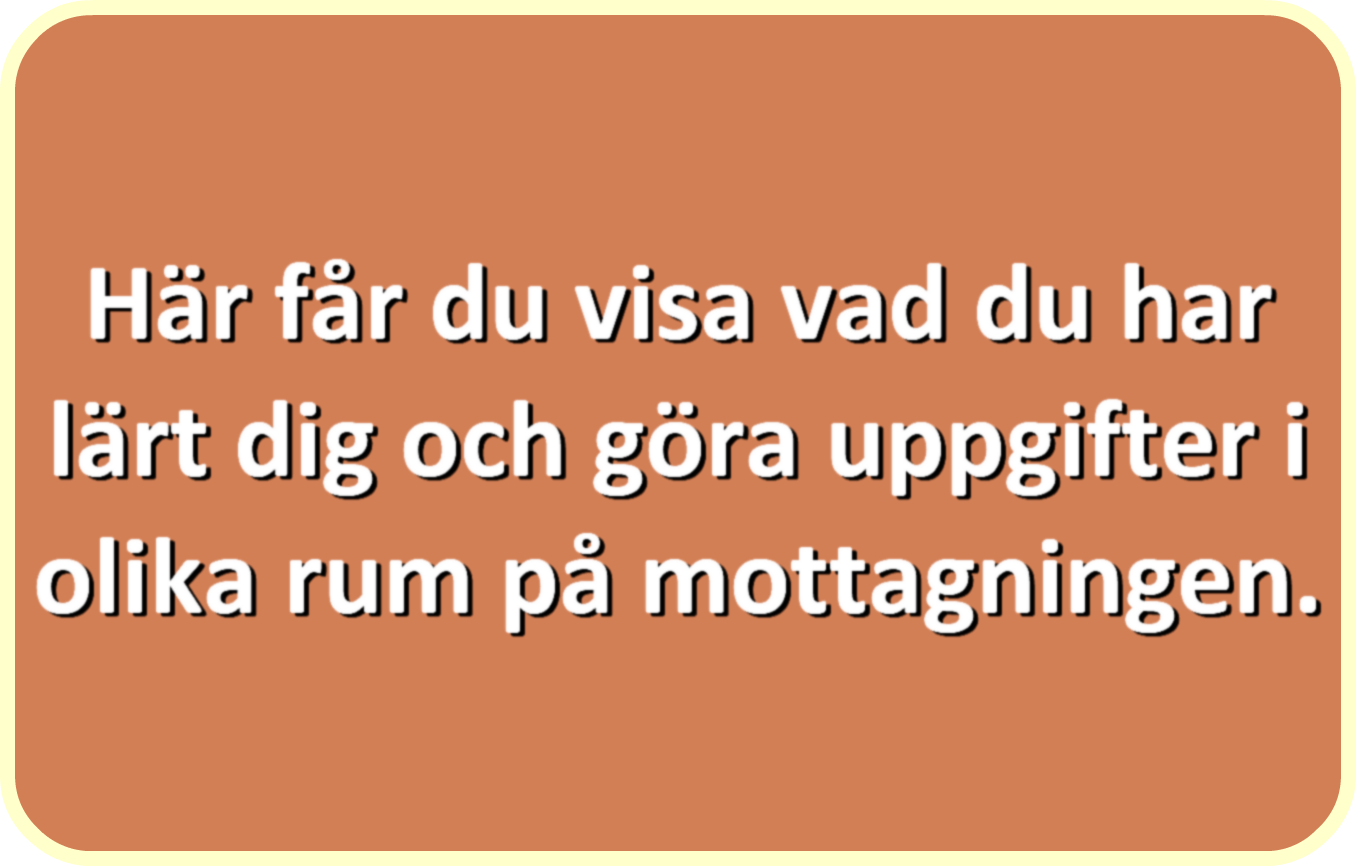 Här får du visa vad du har
lärt dig och göra uppgifter i
olika rum på mottagningen.